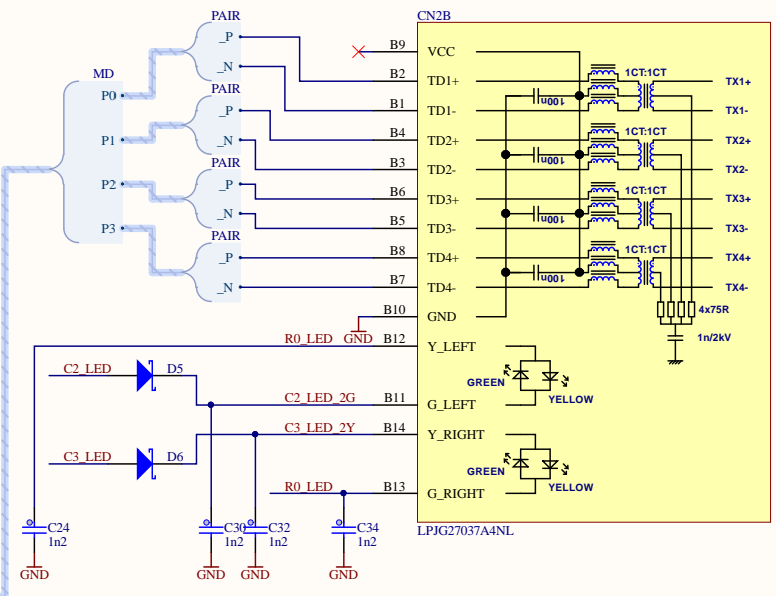 PAIR
CN2B
_P
B9
VCC
_N
B2
TD1+
1CT:1CT
TX1+
MD
P0
100n
B1
TD1-
TX1-
PAIR
_P
B4
TD2+
1CT:1CT
TX2+
P1
_N
100n
B3
TD2-
TX2-
PAIR
P2
_P
B6
TD3+
1CT:1CT
TX3+
_N
100n
P3
B5
TD3-
TX3-
PAIR
_P
B8
TD4+
1CT:1CT
TX4+
_N
100n
B7
TD4-
TX4-
B10
GND
4x75R
GND
1n/2kV
R0_LED
B12
Y_LEFT
C2_LED
D5
GREEN
YELLOW
C2_LED_2G
B11
G_LEFT
C3_LED_2Y
B14
Y_RIGHT
C3_LED
D6
GREEN
YELLOW
R0_LED
B13
G_RIGHT
C24
1n2
C30
1n2
C32
1n2
C34
1n2
LPJG27037A4NL
GND
GND
GND
GND